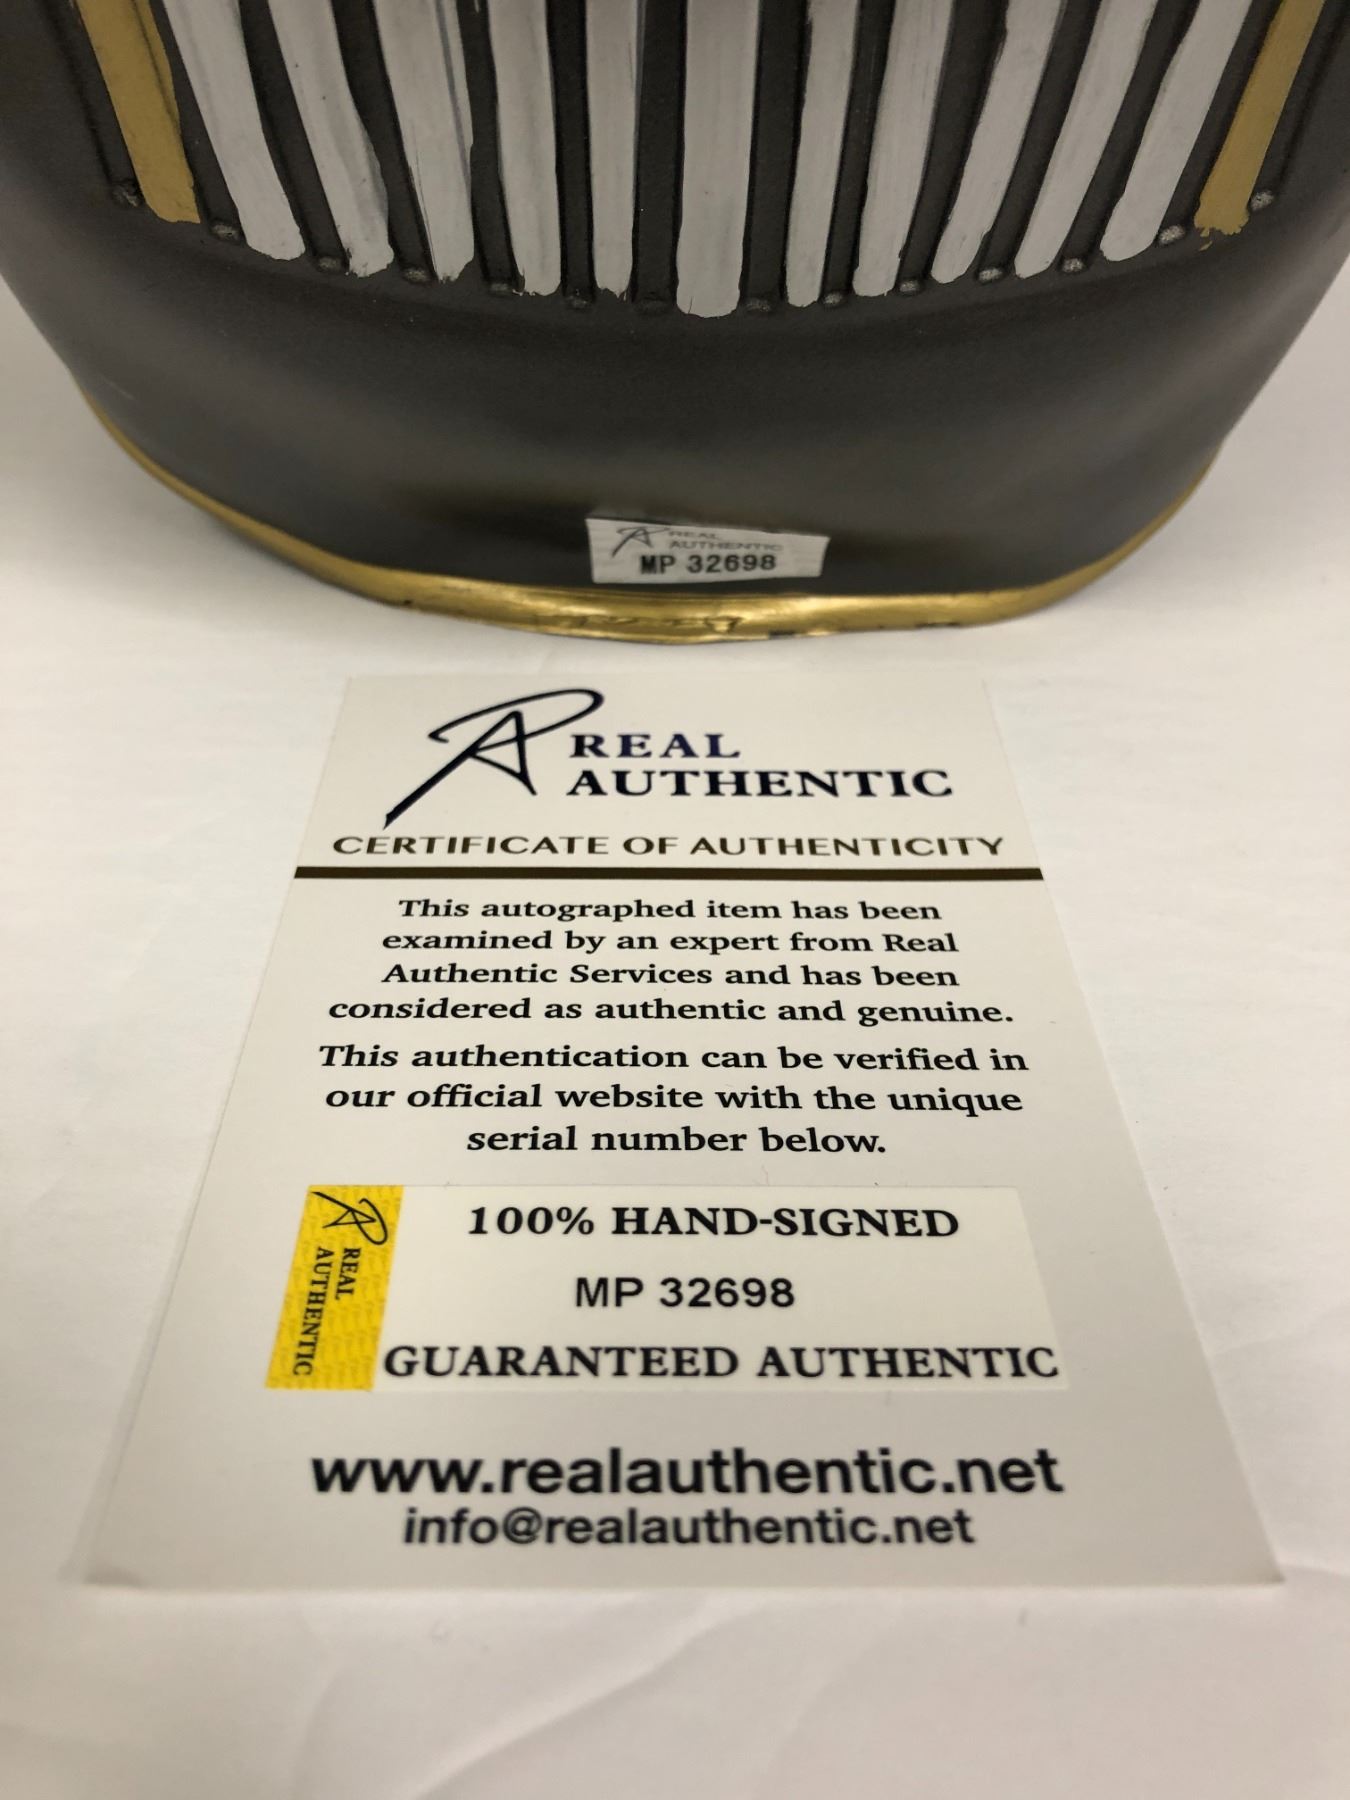 REAL
AUTHENTIC
MP 32698
REAL
AUTHENTIC
CERTIFICATE OF AUTHENTICITY
This autographed item has been
examined by an expert from Real
Authentic Services and has been
considered as authentic and genuine.
This authentication can be verified in
our official website with the unique
serial number below.
REAL
AUTHENTIC
100% HAND-SIGNED
MP 32698
GUARANTEED AUTHENTIC
www.realauthentic.net
info@realauthentic.net